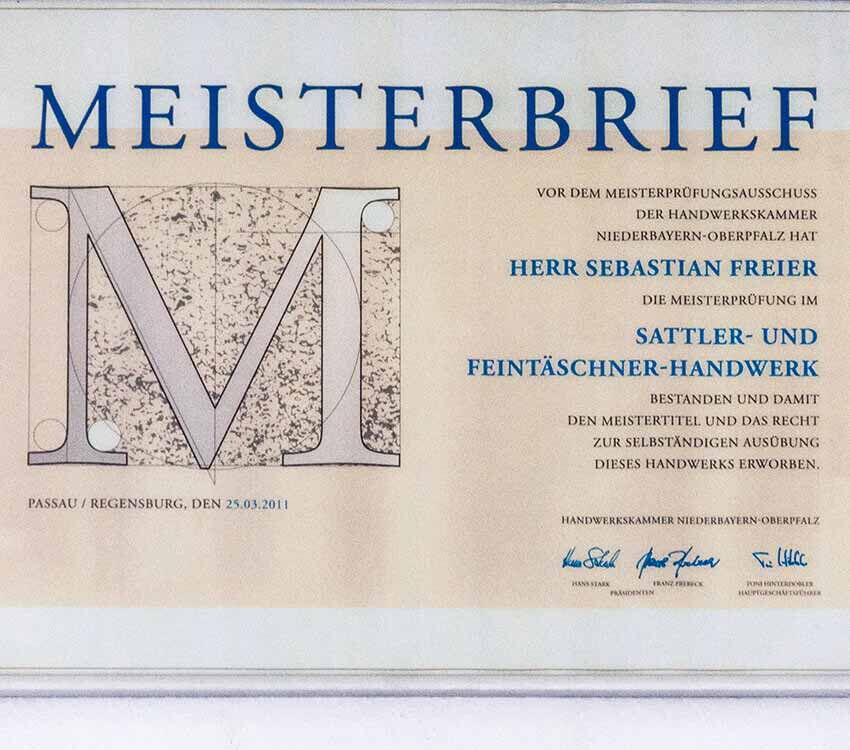 MEISTERBRIEF
VOR DEM MEISTERPRÜFUNGSAUSSCHUSS
DER HANDWERKSKAMMER
NIEDERBAYERN-OBERPFALZ HAT
HERR SEBASTIAN FREIER
DIE MEISTERPRÜFUNG IM
SATTLER- UND
FEINTÄSCHNER-HANDWERK
BESTANDEN UND DAMIT
DEN MEISTERTITEL UND DAS RECHT
ZUR SELBSTÄNDIGEN AUSÜBUNG
DIESES HANDWERKS ERWORBEN.
M
PASSAU / REGENSBURG, DEN 25.03.2011
HANDWERKSKAMMER NIEDERBAYERN-OBERPFALZ
HANS STARK FRANZ PREBECK TONI HINTERDOBLER
PRÄSIDENTEN HAUPTGESCHÄFTSFÜHRER